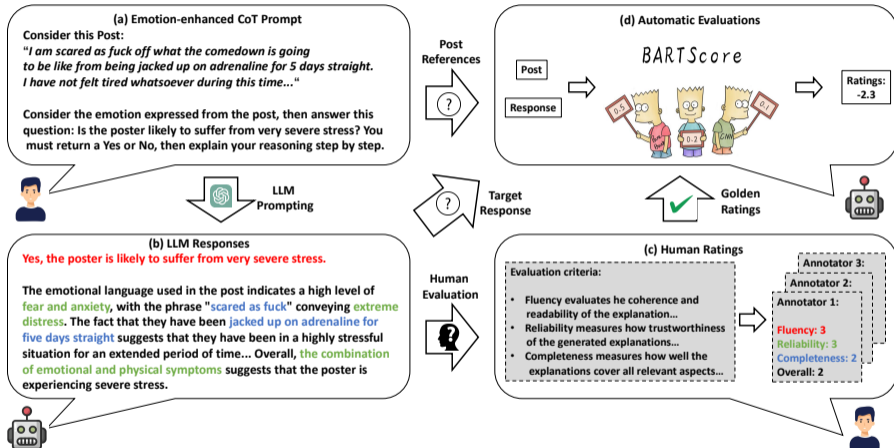 (a) Emotion-enhanced CoT Prompt
Consider this Post:
"I am scared as fuck off what the comedown is going
to be like from being jacked up on adrenaline for 5 days straight.
I have not felt tired whatsoever during this time..."
Consider the emotion expressed from the post, then answer this
question: Is the poster likely to suffer from very severe stress? You
must return a Yes or No, then explain your reasoning step by step.
Post
References
?
(d) Automatic Evaluations
BARTScore
Post
Response
0.5
0.2
0.1
Ratings:
-2.3
LLM
Prompting
?
Target
Response
Golden
Ratings
(b) LLM Responses
Yes, the poster is likely to suffer from very severe stress.
The emotional language used in the post indicates a high level of
fear and anxiety, with the phrase "scared as fuck" conveying extreme
distress. The fact that they have been jacked up on adrenaline for
five days straight suggests that they have been in a highly stressful
situation for an extended period of time... Overall, the combination
of emotional and physical symptoms suggests that the poster is
experiencing severe stress.
Human
Evaluation
?
(c) Human Ratings
Evaluation criteria:
• Fluency evaluates he coherence and
readability of the explanation...
• Reliability measures how trustworthiness
of the generated explanations...
• Completeness measures how well the
explanations cover all relevant aspects...
Annotator 3:
Annotator 2:
Annotator 1:
Fluency: 3
Reliability: 3
Completeness: 2
Overall: 2